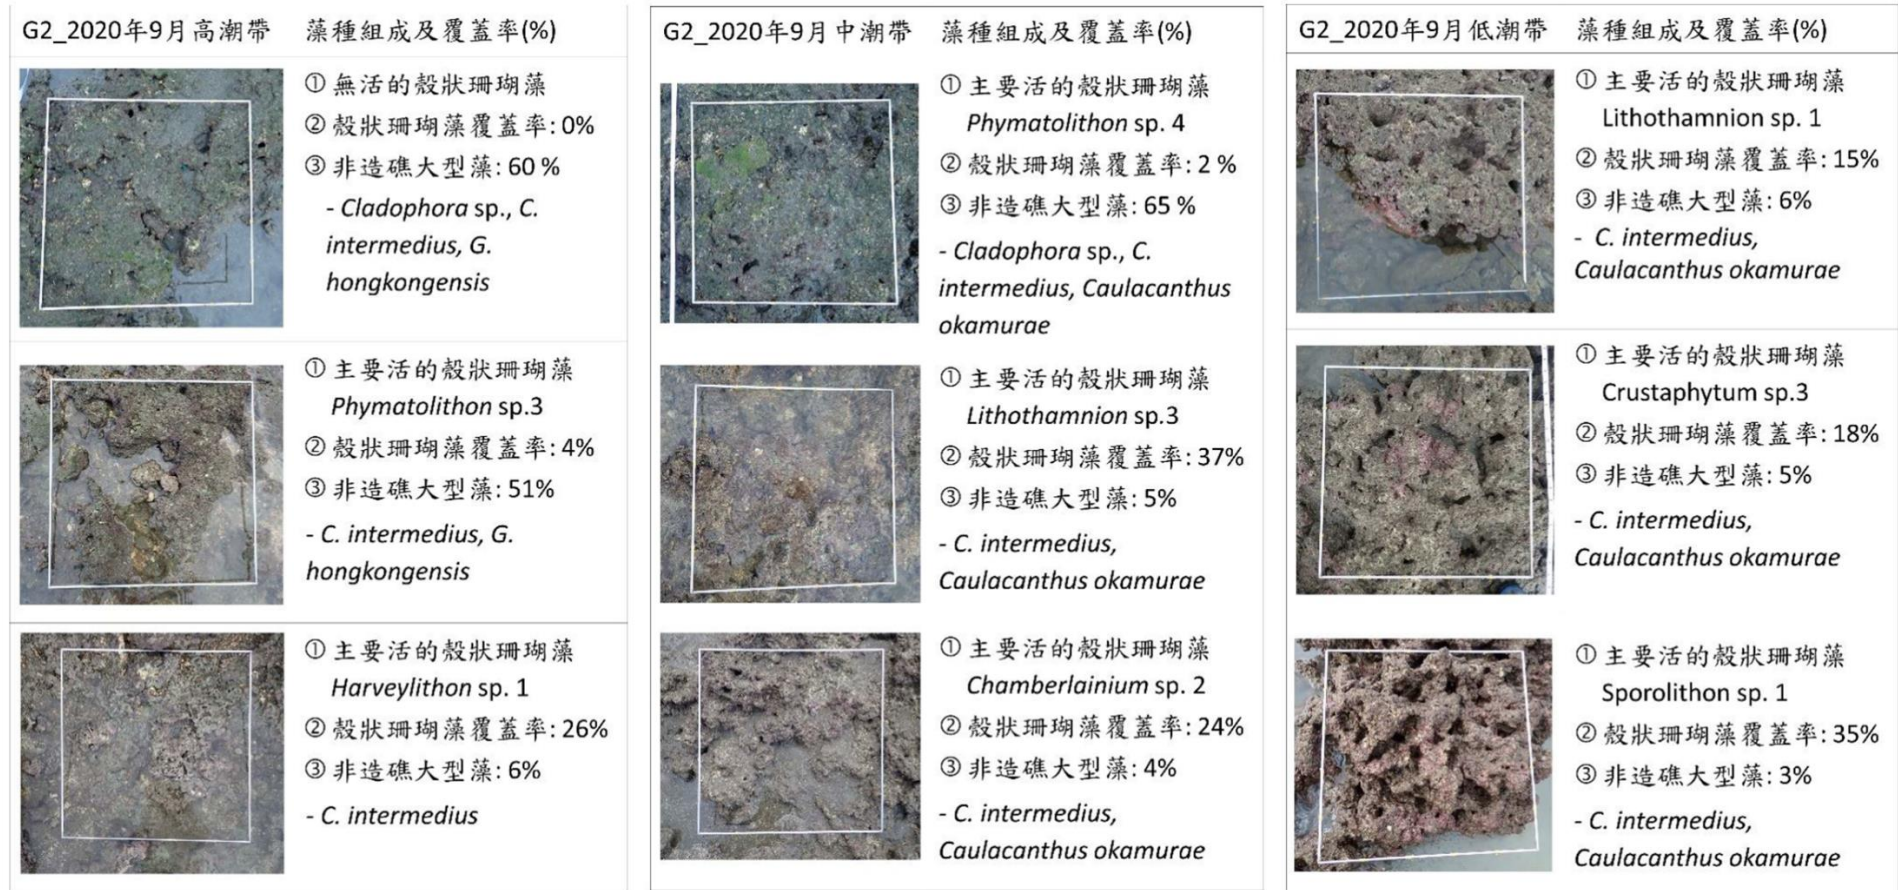 G2_2020年9月高潮帶 藻種組成及覆蓋率(%)
① 無活的殼狀珊瑚藻
② 殼狀珊瑚藻覆蓋率: 0%
③ 非造礁大型藻: 60 %
- Cladophora sp., C.
intermedius, G.
hongkongensis
① 主要活的殼狀珊瑚藻
Phymatolithon sp.3
② 殼狀珊瑚藻覆蓋率: 4%
③ 非造礁大型藻: 51%
- C. intermedius, G.
hongkongensis
① 主要活的殼狀珊瑚藻
Harveylithon sp. 1
② 殼狀珊瑚藻覆蓋率: 26%
③ 非造礁大型藻: 6%
- C. intermedius
G2_2020年9月中潮帶 藻種組成及覆蓋率(%)
① 主要活的殼狀珊瑚藻
Phymatolithon sp. 4
② 殼狀珊瑚藻覆蓋率: 2 %
③ 非造礁大型藻: 65 %
- Cladophora sp., C.
intermedius, Caulacanthus
okamurae
① 主要活的殼狀珊瑚藻
Lithothamnion sp.3
② 殼狀珊瑚藻覆蓋率: 37%
③ 非造礁大型藻: 5%
- C. intermedius,
Caulacanthus okamurae
① 主要活的殼狀珊瑚藻
Chamberlainium sp. 2
② 殼狀珊瑚藻覆蓋率: 24%
③ 非造礁大型藻: 4%
- C. intermedius,
Caulacanthus okamurae
G2_2020年9月低潮帶 藻種組成及覆蓋率(%)
① 主要活的殼狀珊瑚藻
Lithothamnion sp. 1
② 殼狀珊瑚藻覆蓋率: 15%
③ 非造礁大型藻: 6%
- C. intermedius,
Caulacanthus okamurae
① 主要活的殼狀珊瑚藻
Crustaphytum sp.3
② 殼狀珊瑚藻覆蓋率: 18%
③ 非造礁大型藻: 5%
- C. intermedius,
Caulacanthus okamurae
① 主要活的殼狀珊瑚藻
Sporolithon sp. 1
② 殼狀珊瑚藻覆蓋率: 35%
③ 非造礁大型藻: 3%
- C. intermedius,
Caulacanthus okamurae